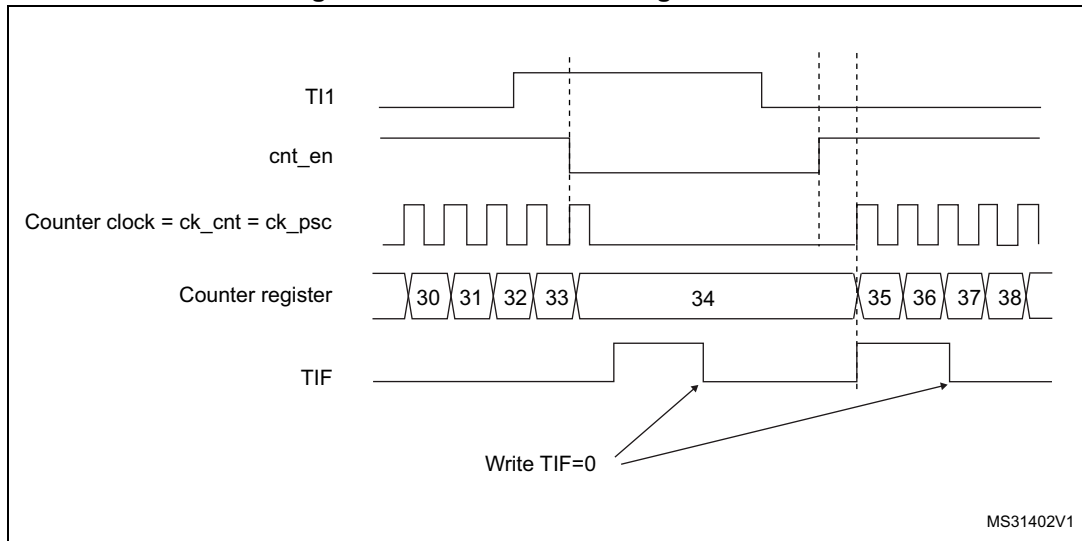 TI1
cnt_en
Counter clock = ck_cnt = ck_psc
Counter register
30 31 32 33 34 35 36 37 38
TIF
Write TIF=0
MS31402V1